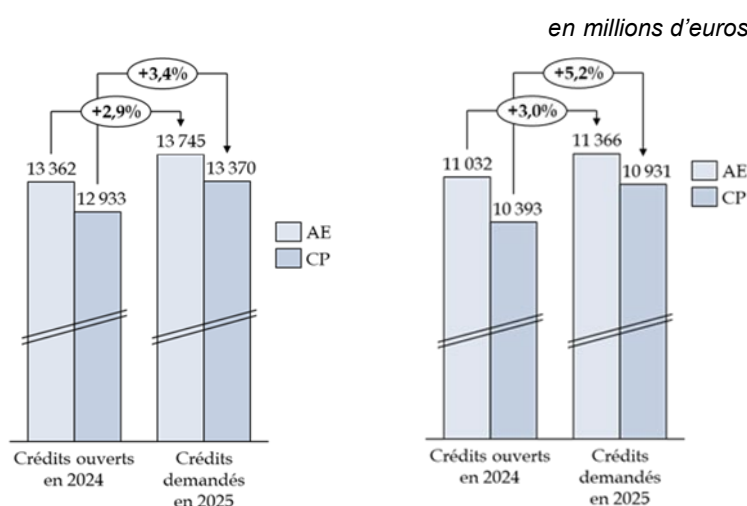 en millions d’euros
+3,4%
+2,9%
13 745
13 362
13 370
12 933
AE
CP
Crédits ouverts
en 2024
Crédits
demandés
en 2025
+5,2%
+3,0%
11 366
11 032
10 931
10 393
AE
CP
Crédits ouverts
en 2024
Crédits
demandés
en 2025